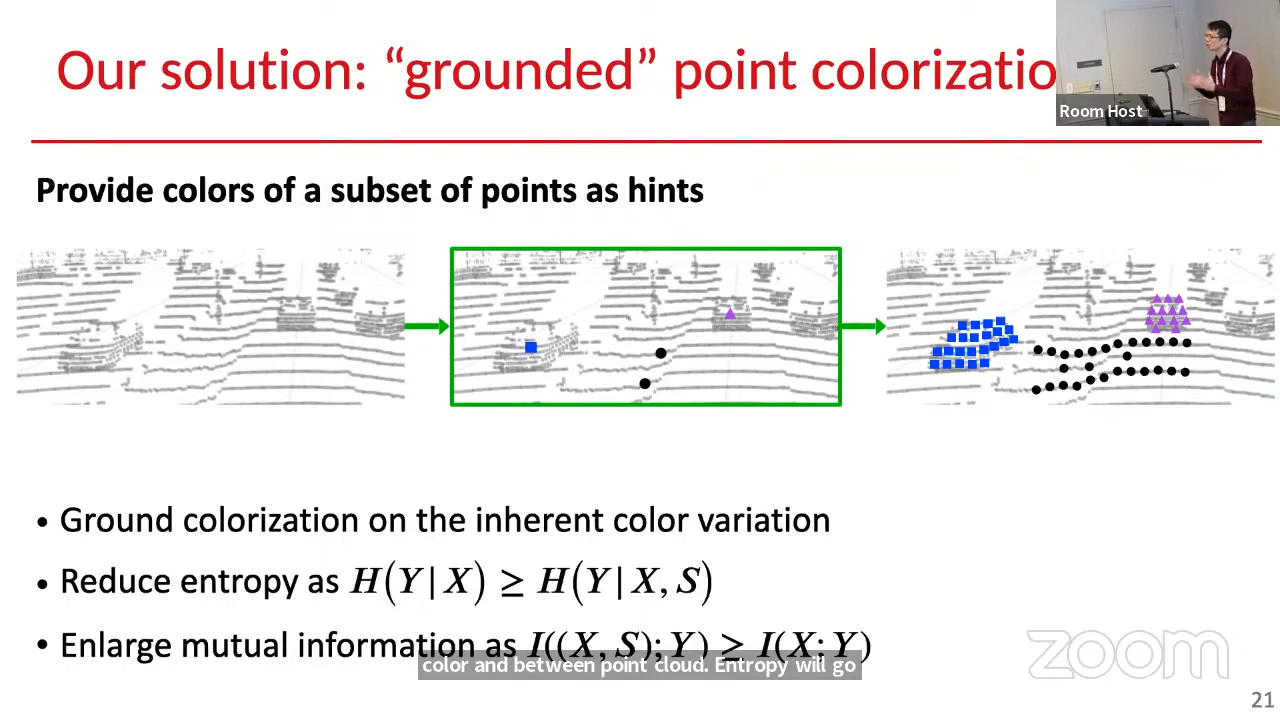 Our solution: “grounded” point colorizatio
Room Host
Provide colors of a subset of points as hints
• Ground colorization on the inherent color variation
• Reduce entropy as H(Y|X) ≥ H(Y|X, S)
• Enlarge mutual information as I((X, S); Y) ≥ I(X; Y)
color and between point cloud. Entropy will go
zoom
21